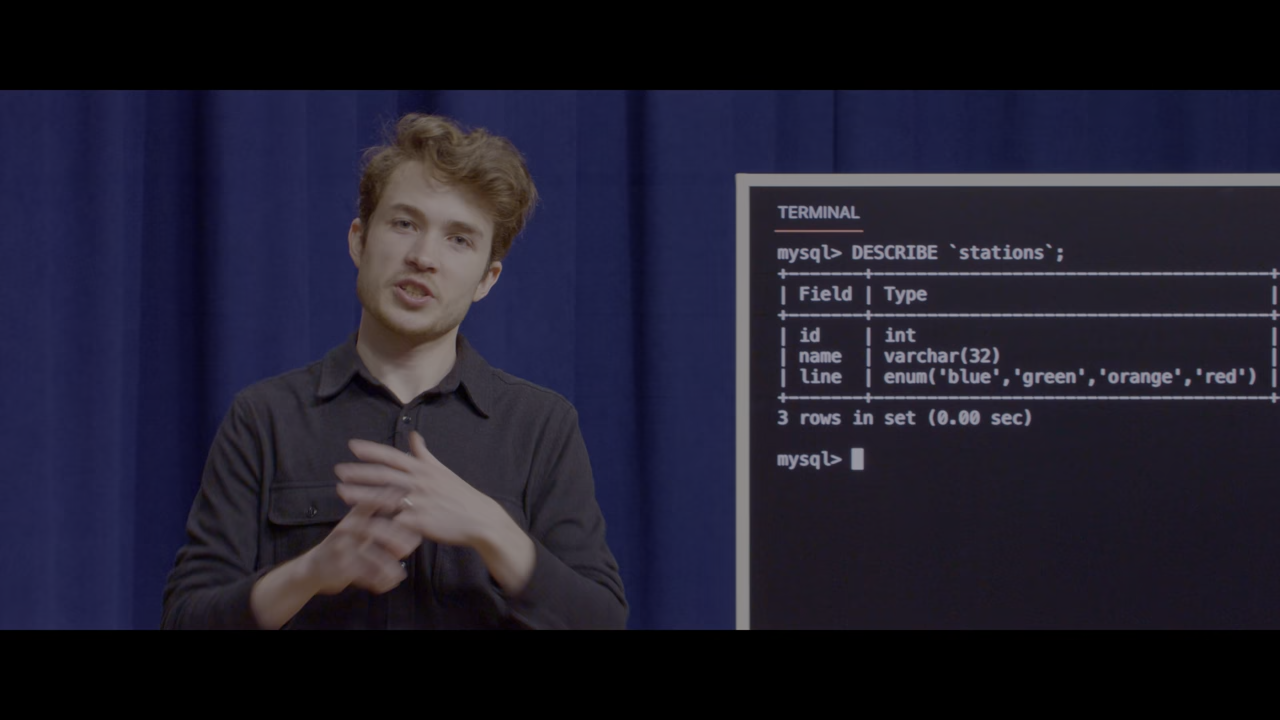 TERMINAL
mysql> DESCRIBE `stations`;
+-------+--------------------------------------+
| Field | Type                                 |
+-------+--------------------------------------+
| id    | int                                  |
| name  | varchar(32)                          |
| line  | enum('blue','green','orange','red')  |
+-------+--------------------------------------+
3 rows in set (0.00 sec)
mysql>